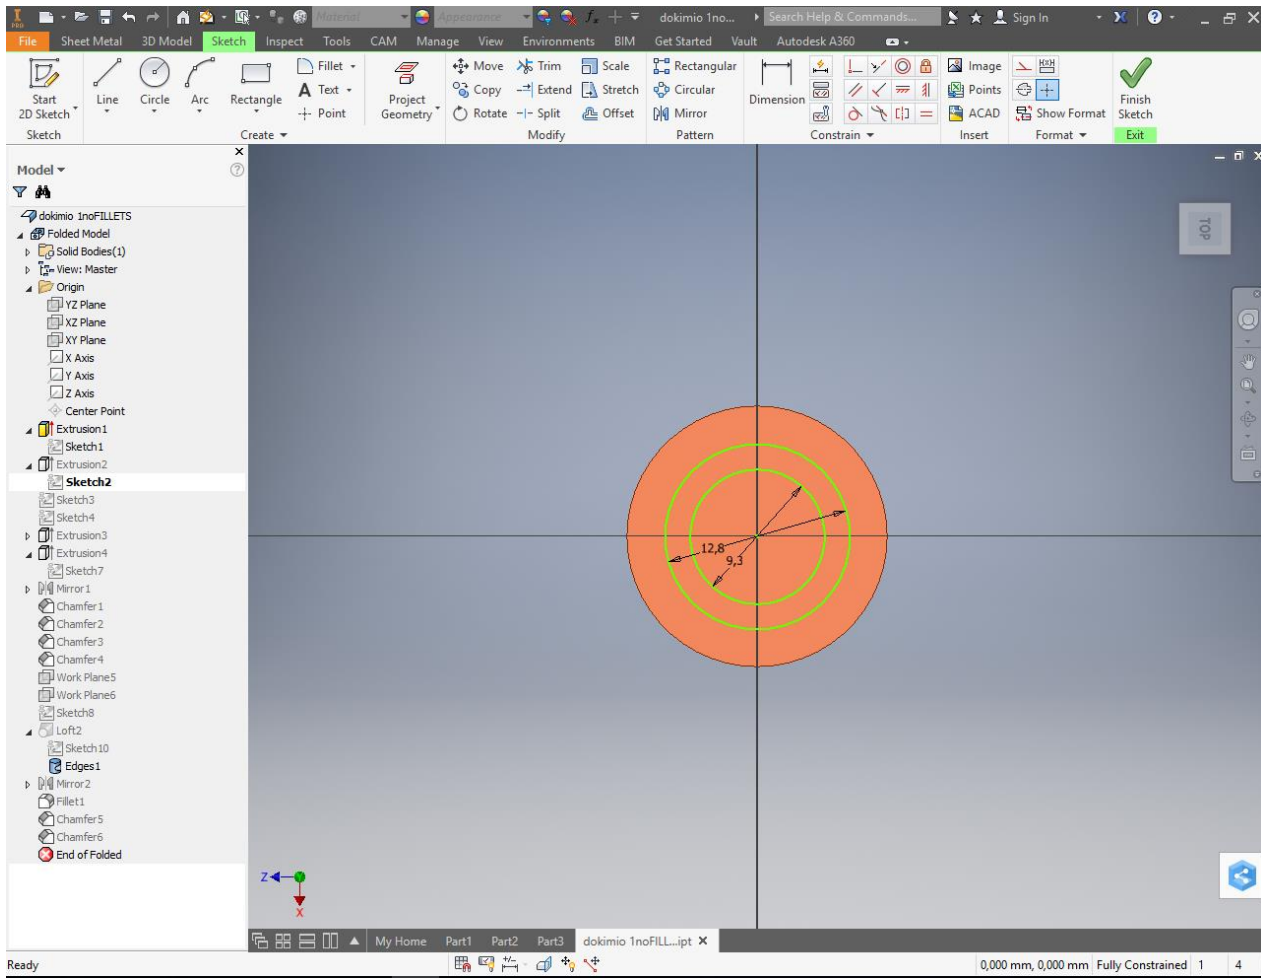 PRO Material Appearance dokimio 1no... Search Help & Commands... Sign In
File Sheet Metal 3D Model Sketch Inspect Tools CAM Manage View Environments BIM Get Started Vault Autodesk A360
Start 2D Sketch Line Circle Arc Rectangle Fillet Text Point Project Geometry Move Trim Scale Rectangular Dimension Image
Copy Extend Stretch Circular Points
Rotate Split Offset Mirror ACAD Show Format Finish Sketch
Sketch Create Modify Pattern Constrain Insert Format Exit
Model
dokimio 1noFILLETS
Folded Model
Solid Bodies(1)
View: Master
Origin
YZ Plane
XZ Plane
XY Plane
X Axis
Y Axis
Z Axis
Center Point
Extrusion1
Sketch1
Extrusion2
Sketch2
Sketch3
Sketch4
Extrusion3
Extrusion4
Sketch7
Mirror1
Chamfer1
Chamfer2
Chamfer3
Chamfer4
Work Plane5
Work Plane6
Sketch8
Loft2
Sketch10
Edges1
Mirror2
Fillet1
Chamfer5
Chamfer6
End of Folded
TOP
12,8
9,3
Z
X
My Home Part1 Part2 Part3 dokimio 1noFILL...ipt X
Ready 0,000 mm, 0,000 mm Fully Constrained 1 4